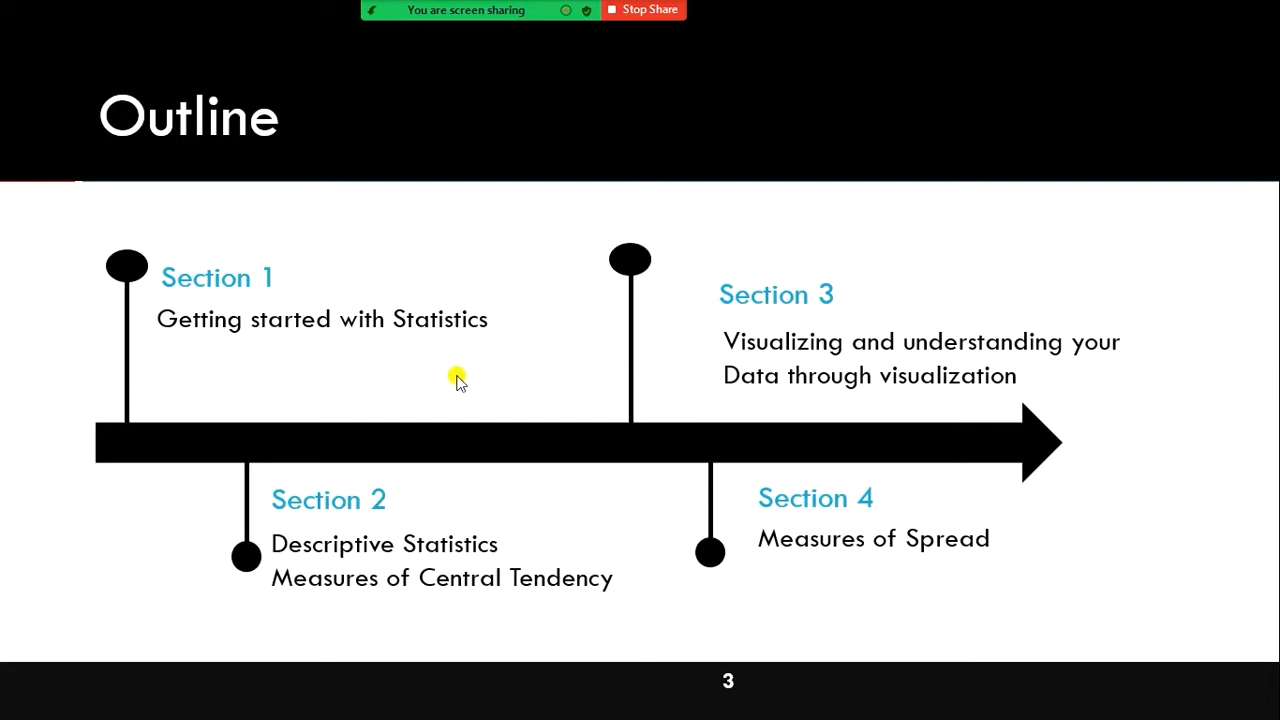 You are screen sharing
Stop Share
Outline
Section 1
Getting started with Statistics
Section 2
Descriptive Statistics
Measures of Central Tendency
Section 3
Visualizing and understanding your
Data through visualization
Section 4
Measures of Spread
3